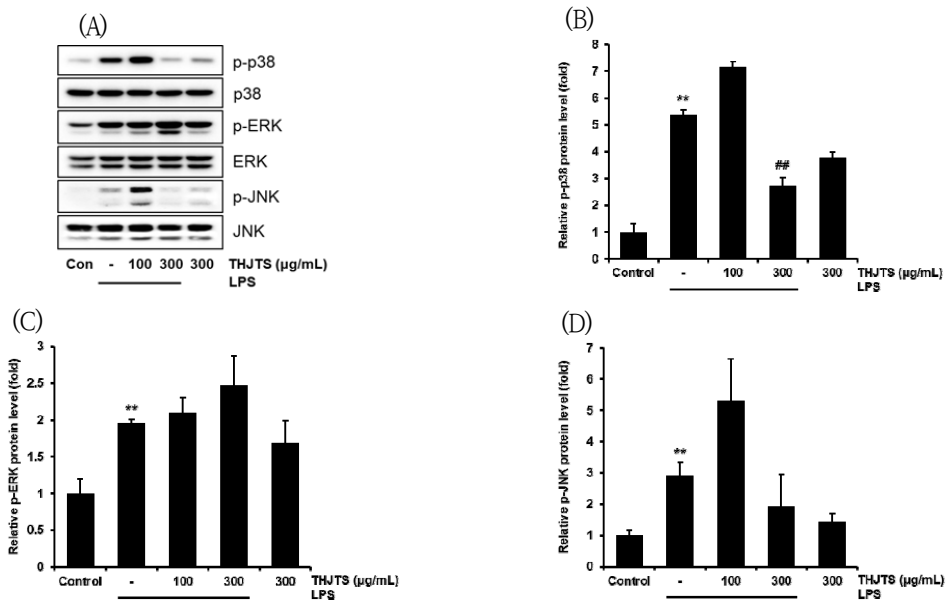 (A)
p-p38
p38
p-ERK
ERK
p-JNK
JNK
Con - 100 300 300 THJTS (μg/mL)
LPS
(B)
Relative p-p38 protein level (fold)
8
7
6
5
4
3
2
1
0
**
##
Control - 100 300 300 THJTS (μg/mL)
LPS
(C)
Relative p-ERK protein level (fold)
3
2.5
2
1.5
1
0.5
0
**
Control - 100 300 300 THJTS (μg/mL)
LPS
(D)
Relative p-JNK protein level (fold)
7
6
5
4
3
2
1
0
**
Control - 100 300 300 THJTS (μg/mL)
LPS